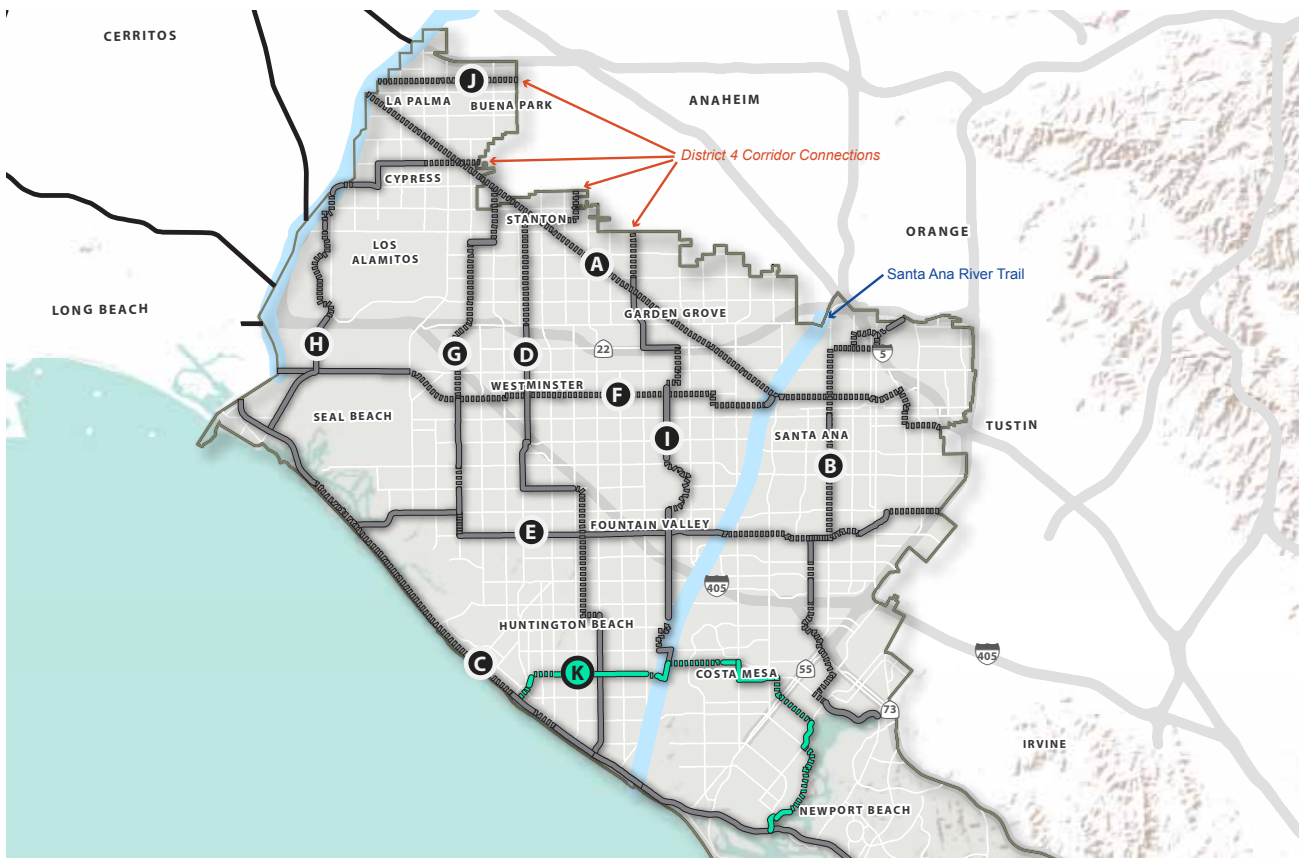 CERRITOS
J
LA PALMA
BUENA PARK
ANAHEIM
District 4 Corridor Connections
CYPRESS
STANTON
ORANGE
LOS
ALAMITOS
A
Santa Ana River Trail
LONG BEACH
GARDEN GROVE
H
G
D
22
5
WESTMINSTER
F
SEAL BEACH
I
SANTA ANA
TUSTIN
B
E
FOUNTAIN VALLEY
405
HUNTINGTON BEACH
405
C
K
COSTA MESA
55
73
IRVINE
NEWPORT BEACH